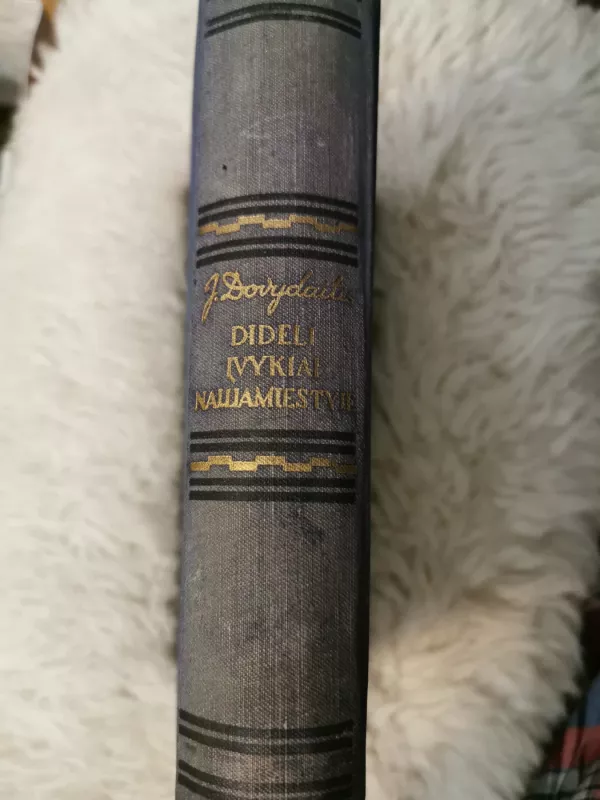 J. Dovydaitis
DIDELI
ĮVYKIAI
NAUJAMIESTYJE